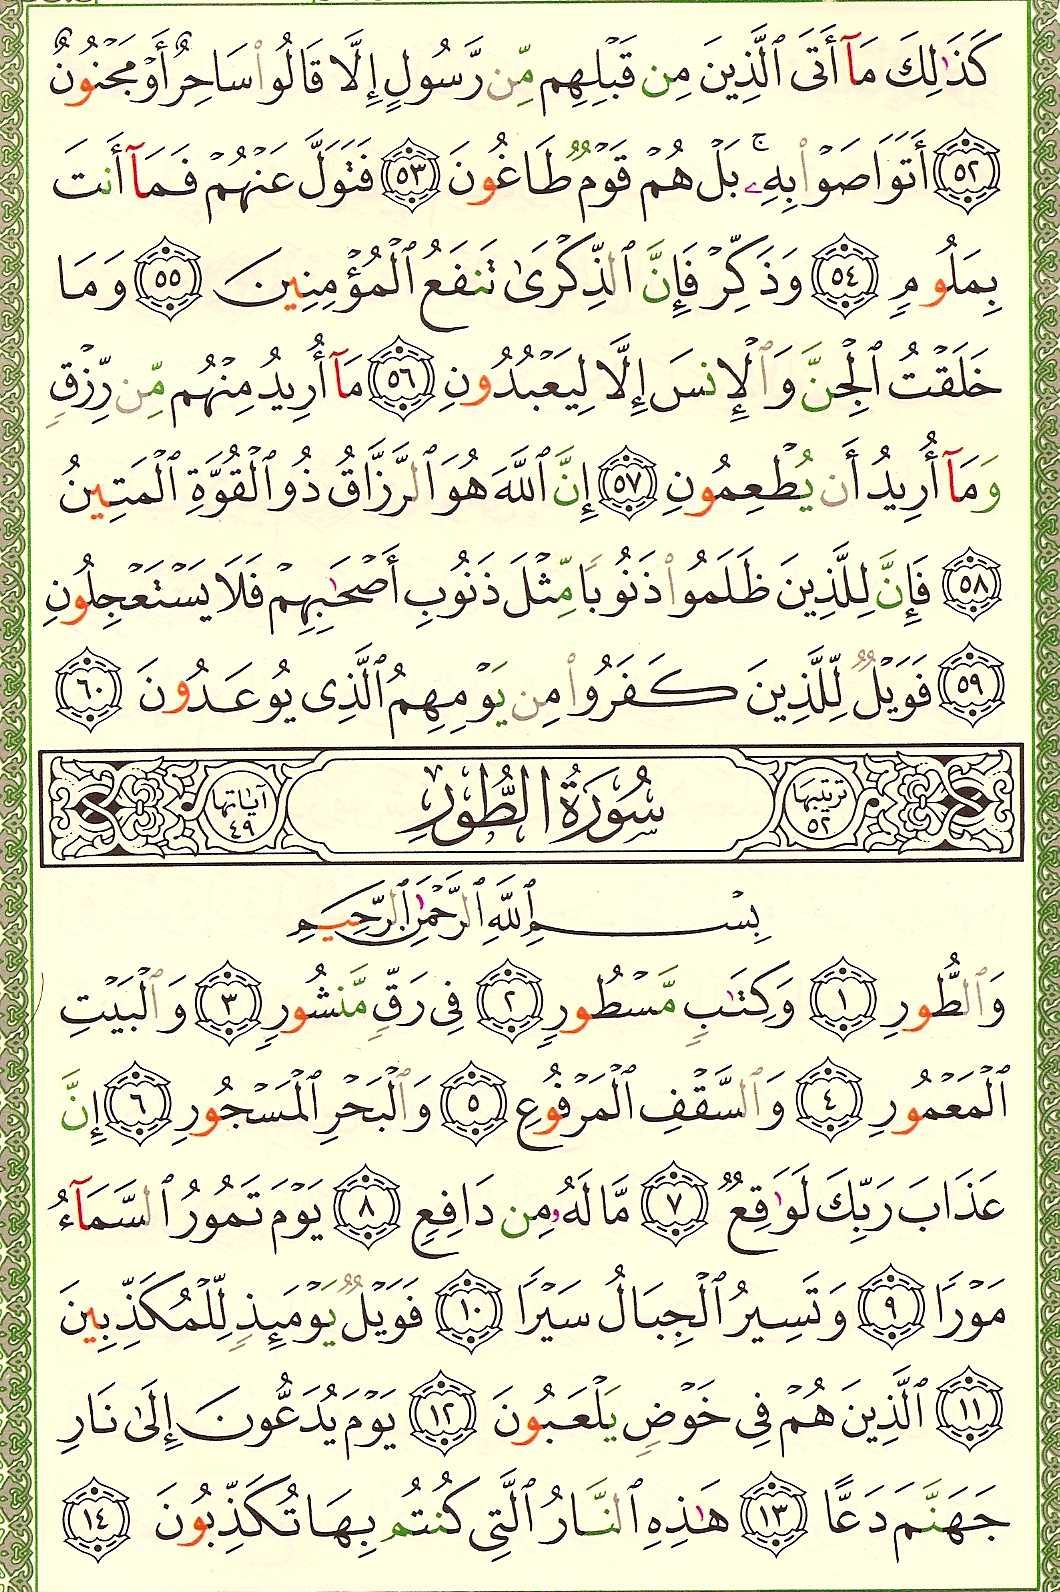 كَذَٰلِكَ مَآ أَتَى ٱلَّذِينَ مِن قَبْلِهِم مِّن رَّسُولٍ إِلَّا قَالُوا۟ سَاحِرٌ أَوْ مَجْنُونٌ
٥٢ أَتَوَاصَوْا۟ بِهِۦ ۚ بَلْ هُمْ قَوْمٌ طَاغُونَ ٥٣ فَتَوَلَّ عَنْهُمْ فَمَآ أَنتَ
بِمَلُومٍ ٥٤ وَذَكِّرْ فَإِنَّ ٱلذِّكْرَىٰ تَنفَعُ ٱلْمُؤْمِنِينَ ٥٥ وَمَا
خَلَقْتُ ٱلْجِنَّ وَٱلْإِنسَ إِلَّا لِيَعْبُدُونِ ٥٦ مَآ أُرِيدُ مِنْهُم مِّن رِّزْقٍ
وَمَآ أُرِيدُ أَن يُطْعِمُونِ ٥٧ إِنَّ ٱللَّهَ هُوَ ٱلرَّزَّاقُ ذُو ٱلْقُوَّةِ ٱلْمَتِينُ
٥٨ فَإِنَّ لِلَّذِينَ ظَلَمُوا۟ ذَنُوبًا مِّثْلَ ذَنُوبِ أَصْحَٰبِهِمْ فَلَا يَسْتَعْجِلُونِ
٥٩ فَوَيْلٌ لِّلَّذِينَ كَفَرُوا۟ مِن يَوْمِهِمُ ٱلَّذِى يُوعَدُونَ ٦٠
ترتيبها ٥٢ سُورَةُ الطُّورِ آياتها ٤٩
بِسْمِ ٱللَّهِ ٱلرَّحْمَٰنِ ٱلرَّحِيمِ
وَٱلطُّورِ ١ وَكِتَٰبٍ مَّسْطُورٍ ٢ فِى رَقٍّ مَّنشُورٍ ٣ وَٱلْبَيْتِ
ٱلْمَعْمُورِ ٤ وَٱلسَّقْفِ ٱلْمَرْفُوعِ ٥ وَٱلْبَحْرِ ٱلْمَسْجُورِ ٦ إِنَّ
عَذَابَ رَبِّكَ لَوَٰقِعٌ ٧ مَّا لَهُۥ مِن دَافِعٍ ٨ يَوْمَ تَمُورُ ٱلسَّمَآءُ
مَوْرًا ٩ وَتَسِيرُ ٱلْجِبَالُ سَيْرًا ١٠ فَوَيْلٌ يَوْمَئِذٍ لِّلْمُكَذِّبِينَ
١١ ٱلَّذِينَ هُمْ فِى خَوْضٍ يَلْعَبُونَ ١٢ يَوْمَ يُدَعُّونَ إِلَىٰ نَارِ
جَهَنَّمَ دَعًّا ١٣ هَٰذِهِ ٱلنَّارُ ٱلَّتِى كُنتُم بِهَا تُكَذِّبُونَ ١٤